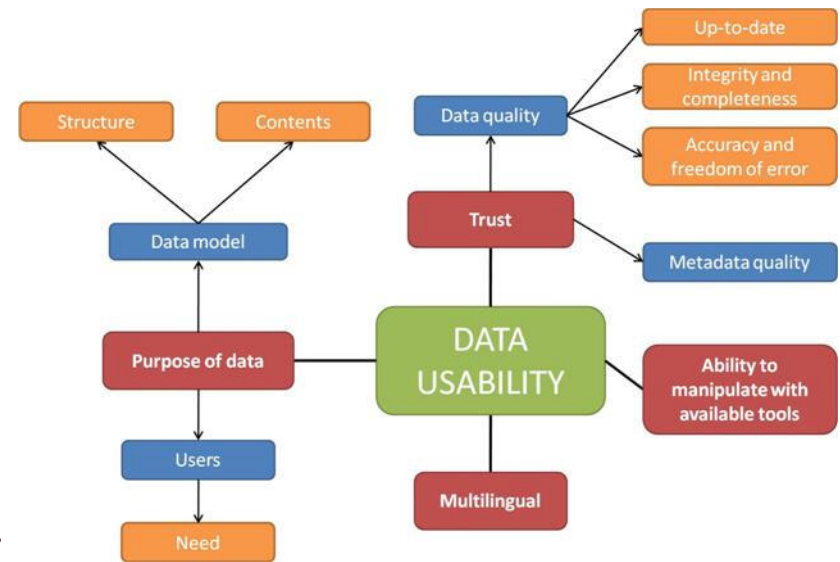 Up-to-date
Integrity and
completeness
Structure
Contents
Data quality
Accuracy and
freedom of error
Trust
Data model
Metadata quality
DATA
USABILITY
Purpose of data
Ability to
manipulate with
available tools
Users
Multilingual
Need